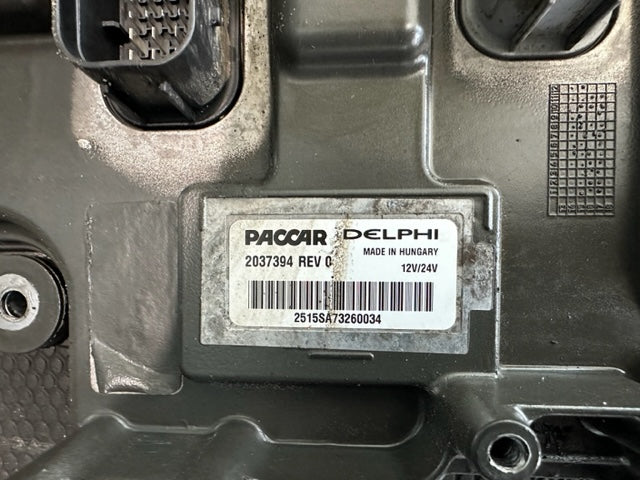 PACCAR DELPHI
MADE IN HUNGARY
2037394 REV 0
12V/24V
2515SA73260034